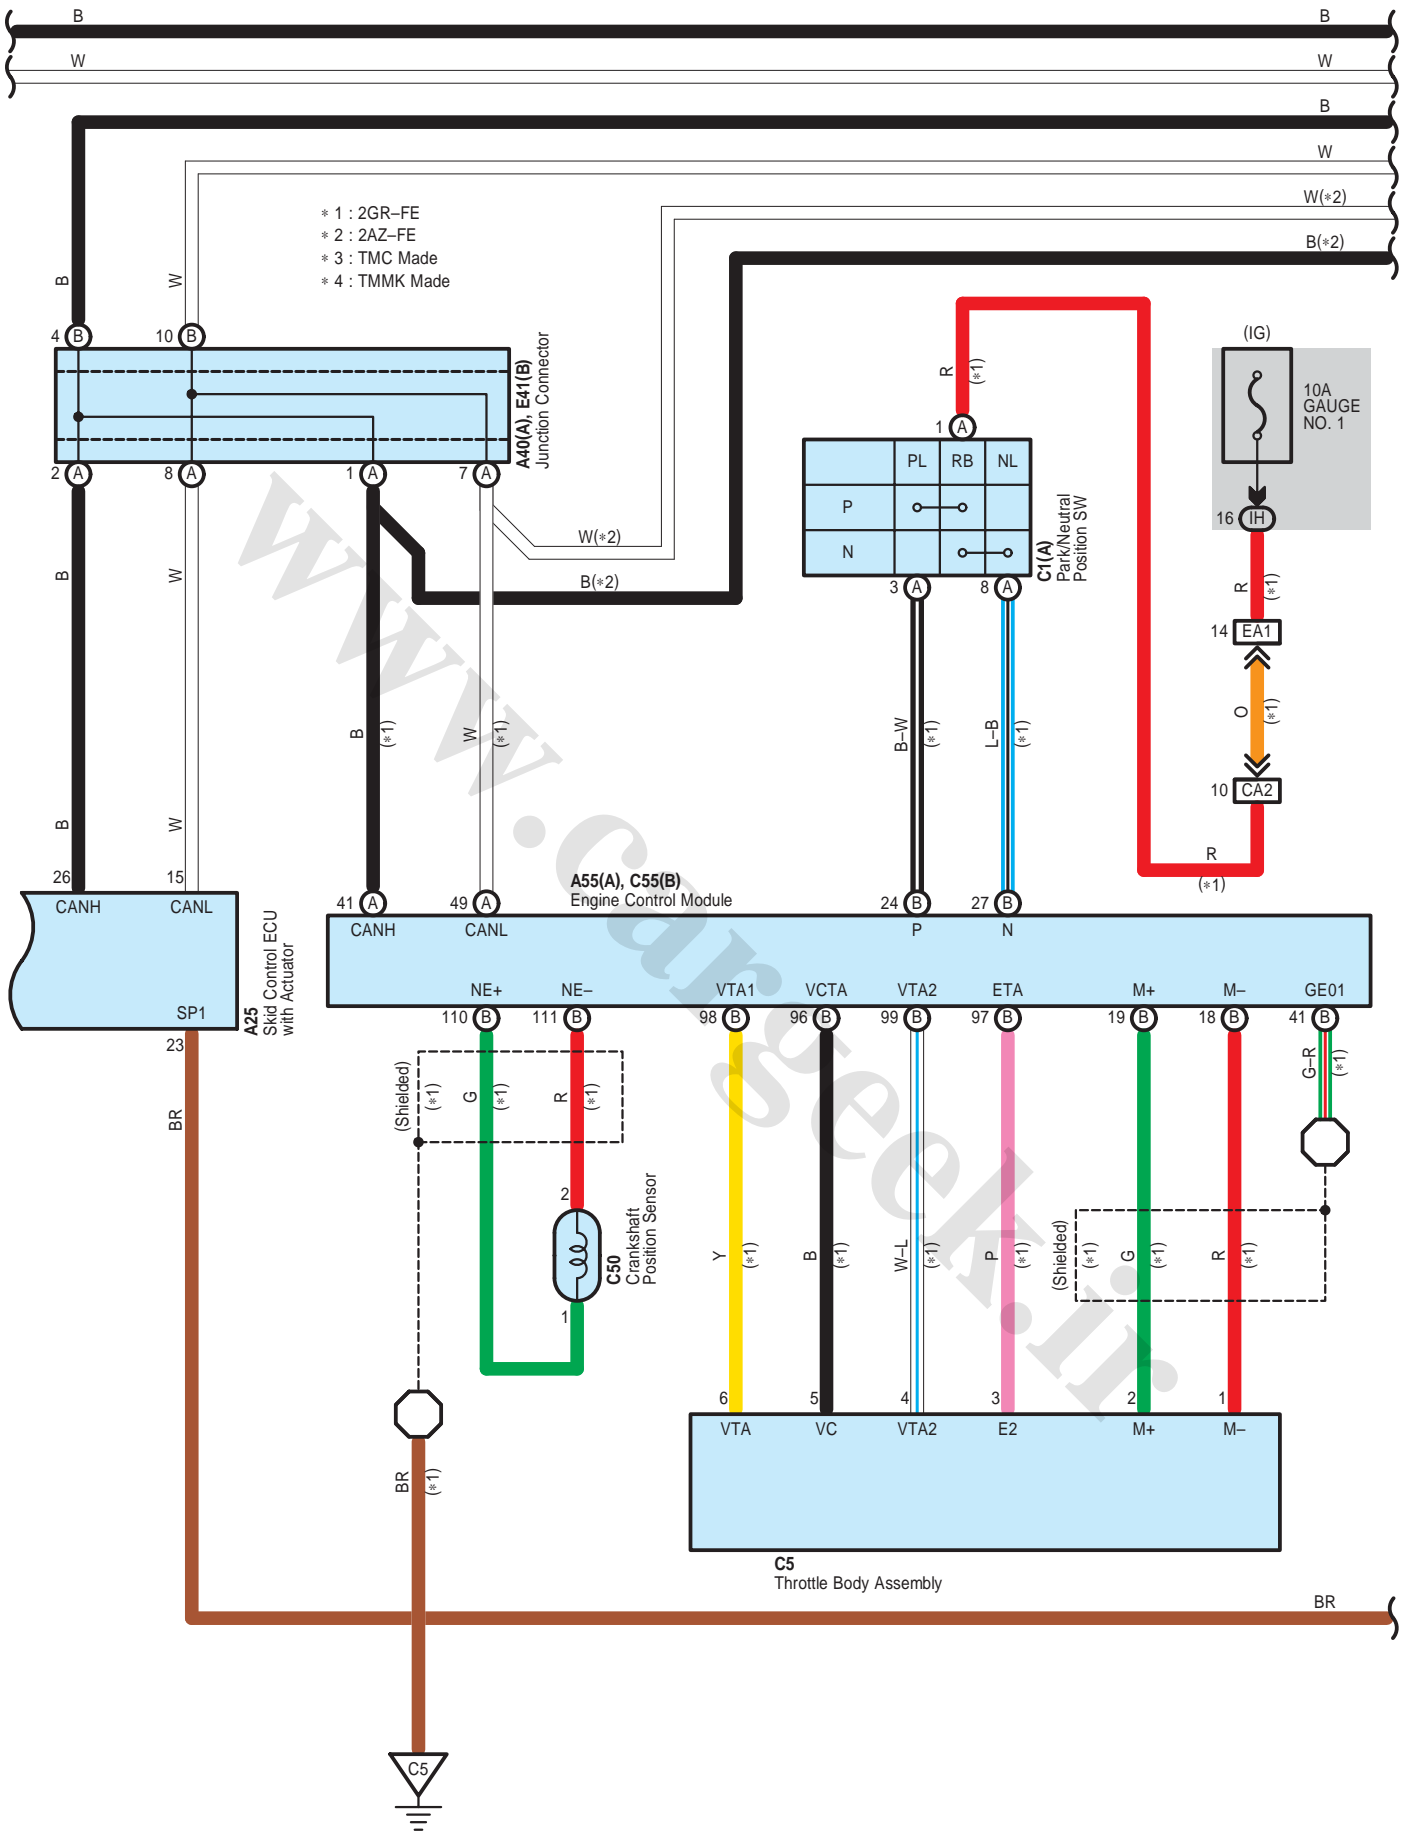 B B
W W
B
W
W(*2)
B(*2)
* 1 : 2GR–FE
* 2 : 2AZ–FE
* 3 : TMC Made
* 4 : TMMK Made
B W
4 B 10 B
A40(A), E41(B)
Junction Connector
2 A 8 A 1 A 7 A
W(*2)
B(*2)
R (*1)
1 A
PL RB NL
P
N
C1(A)
Park/Neutral
Position SW
3 A 8 A
(IG)
10A
GAUGE
NO. 1
16 IH
R (*1)
14 EA1
O (*1)
10 CA2
R
(*1)
B W
B (*1) W (*1) B–W (*1) L–B (*1)
B W
26 15
CANH CANL
SP1
A25
Skid Control ECU
with Actuator
23
BR
A55(A), C55(B)
Engine Control Module
41 A 49 A 24 B 27 B
CANH CANL P N
NE+ NE– VTA1 VCTA VTA2 ETA M+ M– GE01
110 B 111 B 98 B 96 B 99 B 97 B 19 B 18 B 41 B
(Shielded) (*1) G (*1) R (*1)
G–R (*1)
2
C50
Crankshaft
Position Sensor
1
Y (*1) B (*1) W–L (*1) P (*1) (Shielded) (*1) G (*1) R (*1)
6 5 4 3 2 1
VTA VC VTA2 E2 M+ M–
C5
Throttle Body Assembly
BR (*1)
BR
C5
www.cargeek.ir